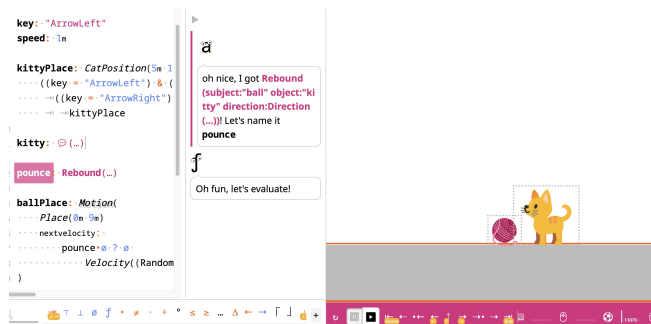 key: "ArrowLeft"
speed: 1m
kittyPlace: CatPosition(5m 1
((key = "ArrowLeft") & (
((key = "ArrowRight")
kittyPlace
kitty: 💬(…)
pounce: Rebound(…)
ballPlace: Motion(
Place(0m 9m)
nextvelocity:
pounce•ø ? ø
Velocity((Random
)
a
oh nice, I got Rebound
(subject:"ball" object:"ki
tty" direction:Direction
(...))! Let's name it
pounce
ƒ
Oh fun, let's evaluate!
⊤ ⊥ ø ƒ • ≠ · ÷ ° ≤ ≥ … ∆ ← → ｢ ｣ +